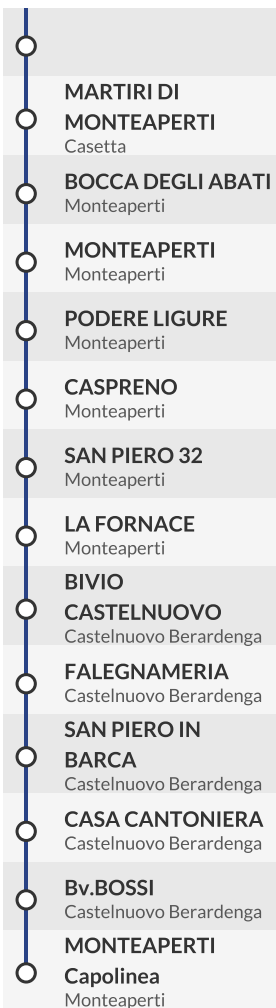 MARTIRI DI
MONTEAPERTI
Casetta
BOCCA DEGLI ABATI
Monteaperti
MONTEAPERTI
Monteaperti
PODERE LIGURE
Monteaperti
CASPRENO
Monteaperti
SAN PIERO 32
Monteaperti
LA FORNACE
Monteaperti
BIVIO
CASTELNUOVO
Castelnuovo Berardenga
FALEGNAMERIA
Castelnuovo Berardenga
SAN PIERO IN
BARCA
Castelnuovo Berardenga
CASA CANTONIERA
Castelnuovo Berardenga
Bv.BOSSI
Castelnuovo Berardenga
MONTEAPERTI
Capolinea
Monteaperti